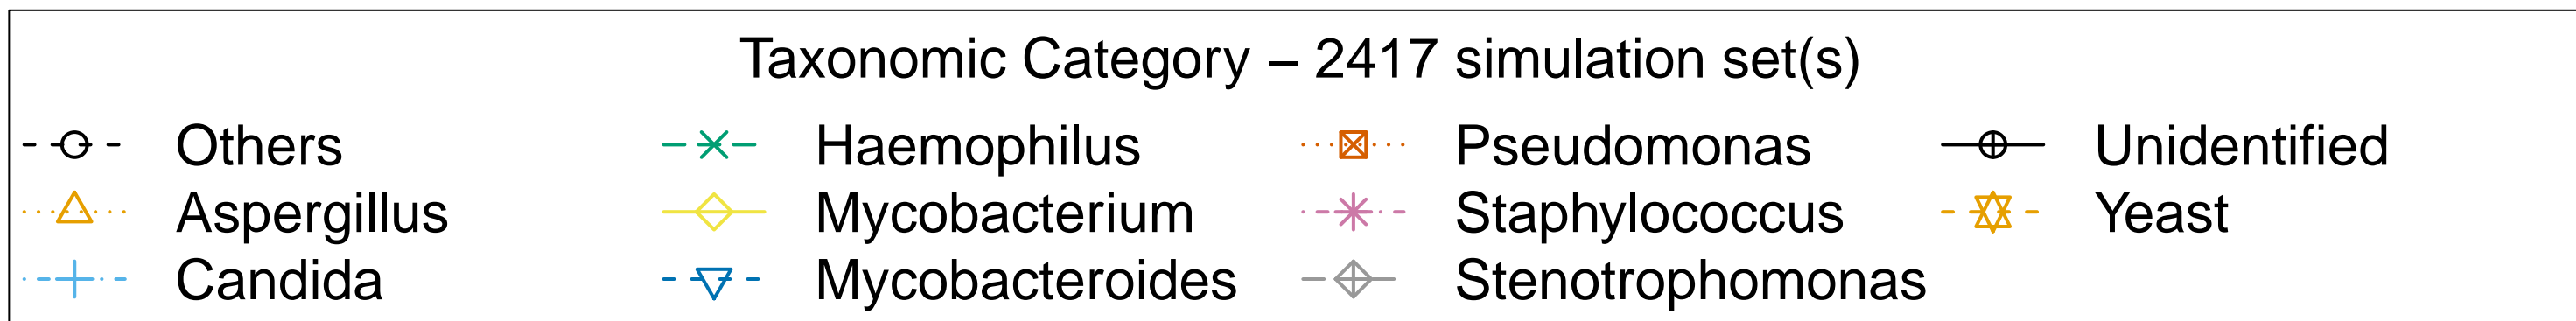 Taxonomic Category – 2417 simulation set(s)
Others Haemophilus Pseudomonas Unidentified
Aspergillus Mycobacterium Staphylococcus Yeast
Candida Mycobacteroides Stenotrophomonas